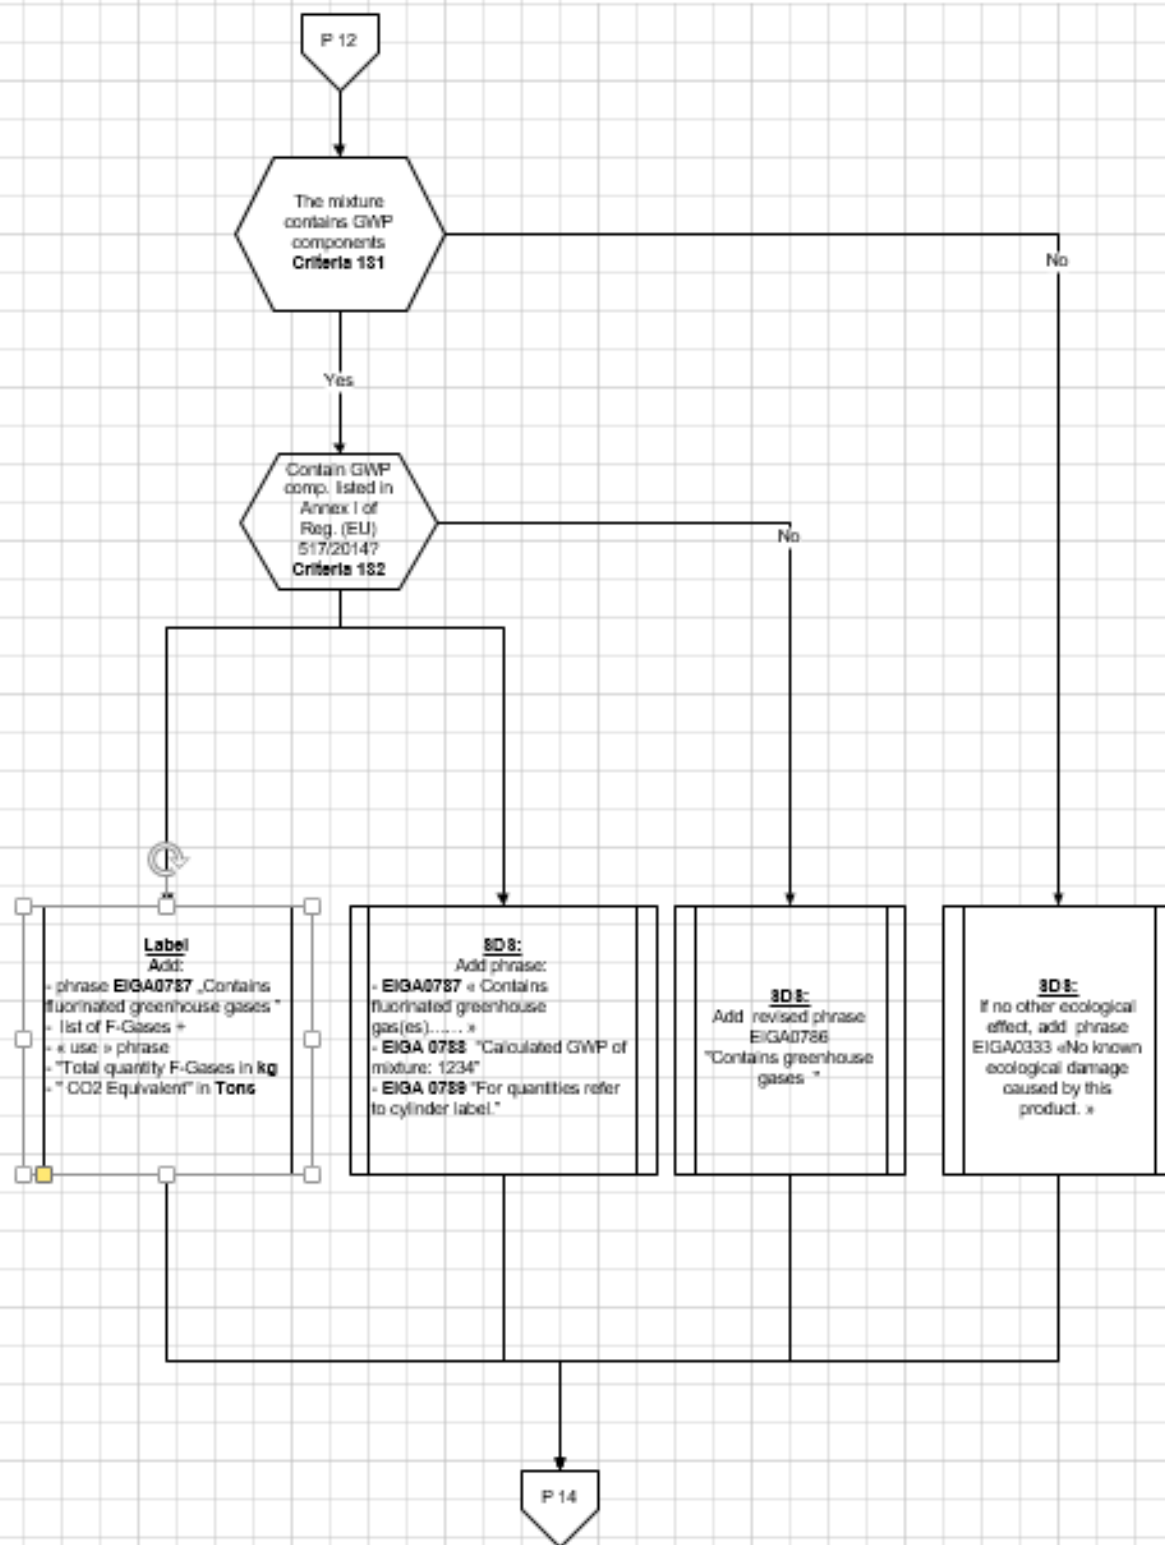 P 12
The mixture
contains GWP
components
Criteria 131
No
Yes
Contain GWP
comp. listed in
Annex I of
Reg. (EU)
517/2014?
Criteria 132
No
Label
Add:
- phrase EIGA0787 „Contains
fluorinated greenhouse gases "
- list of F-Gases +
- « use » phrase
- "Total quantity F-Gases in kg
- " CO2 Equivalent" in Tons
SDS:
Add phrase:
- EIGA0787 « Contains
fluorinated greenhouse
gas(es)...... »
- EIGA 0788 "Calculated GWP of
mixture: 1234"
- EIGA 0789 "For quantities refer
to cylinder label."
SDS:
Add revised phrase
EIGA0786
"Contains greenhouse
gases "
SDS:
If no other ecological
effect, add phrase
EIGA0333 «No known
ecological damage
caused by this
product. »
P 14